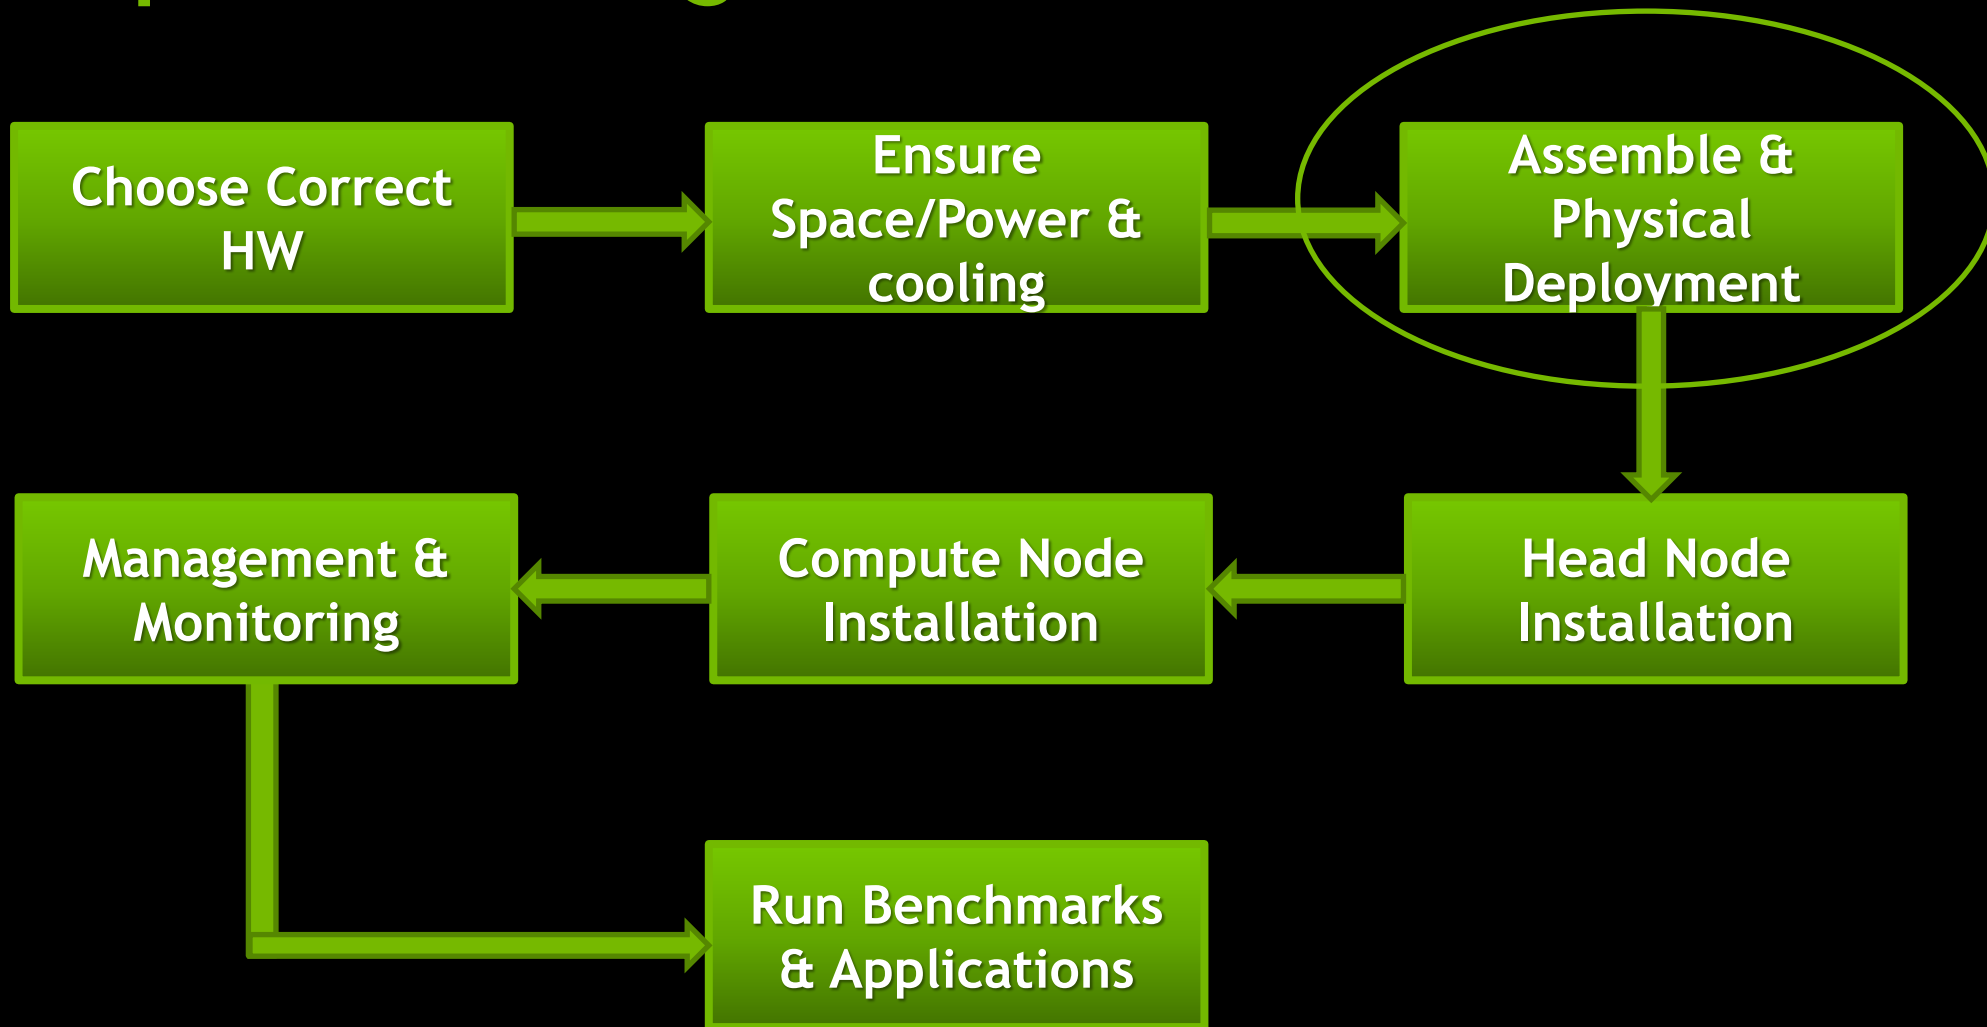 Choose Correct
HW
Ensure
Space/Power &
cooling
Assemble &
Physical
Deployment
Head Node
Installation
Compute Node
Installation
Management &
Monitoring
Run Benchmarks
& Applications